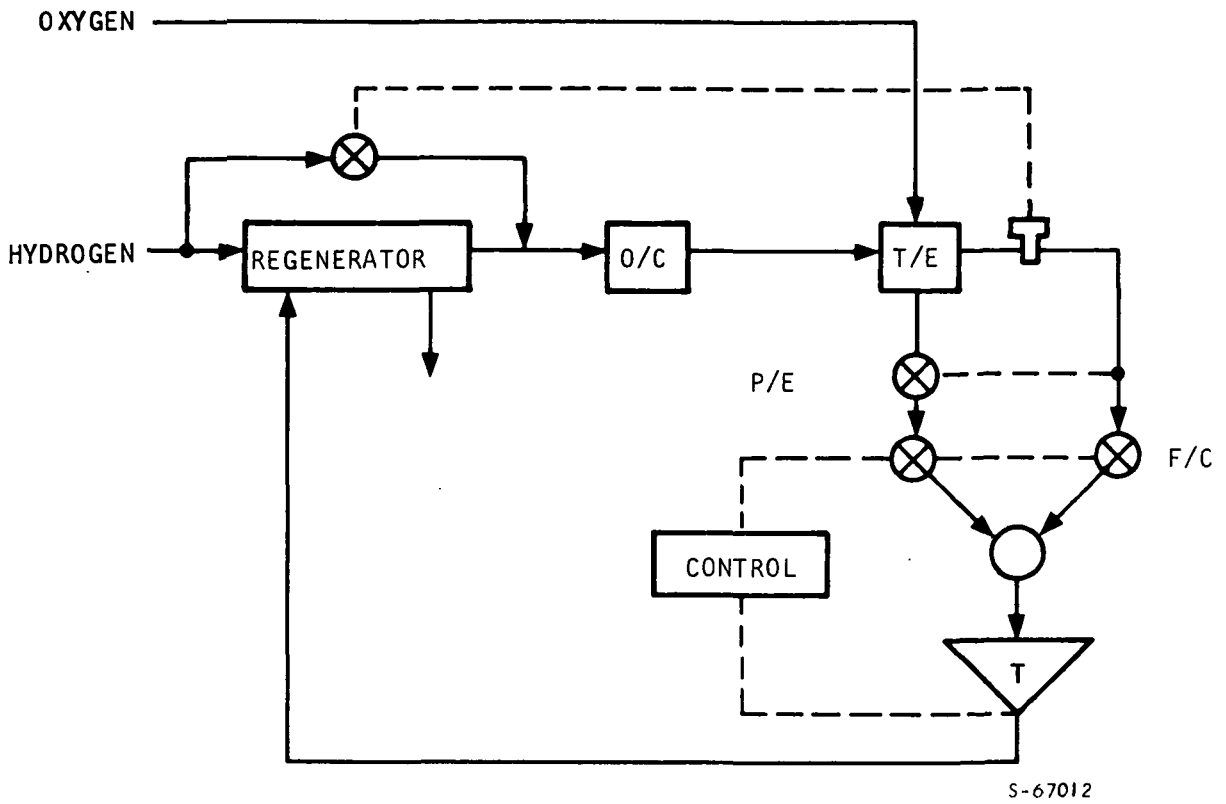 OXYGEN
HYDROGEN
REGENERATOR
O/C
T/E
P/E
F/C
CONTROL
T
S-67012